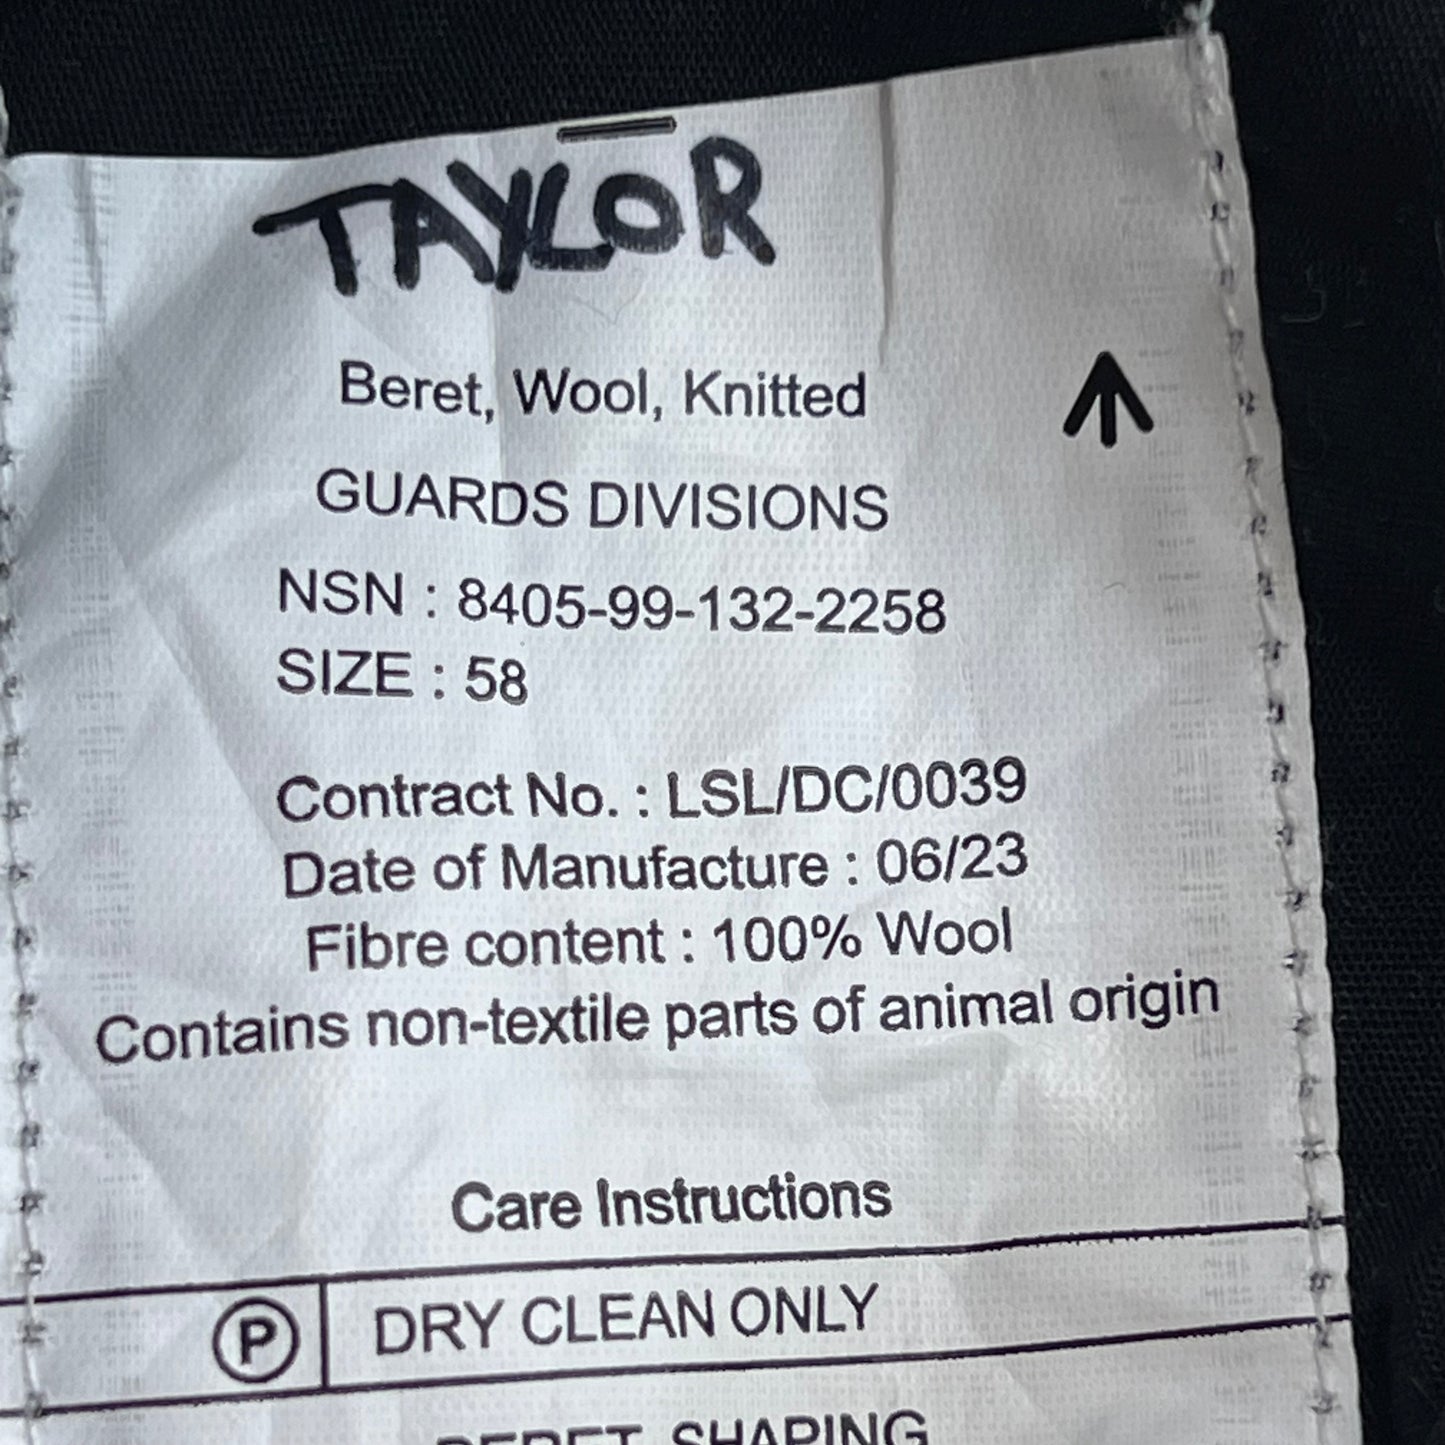 TAYLOR
Beret, Wool, Knitted
GUARDS DIVISIONS
NSN : 8405-99-132-2258
SIZE : 58
Contract No. : LSL/DC/0039
Date of Manufacture : 06/23
Fibre content : 100% Wool
Contains non-textile parts of animal origin
Care Instructions
P DRY CLEAN ONLY
BERET SHAPING